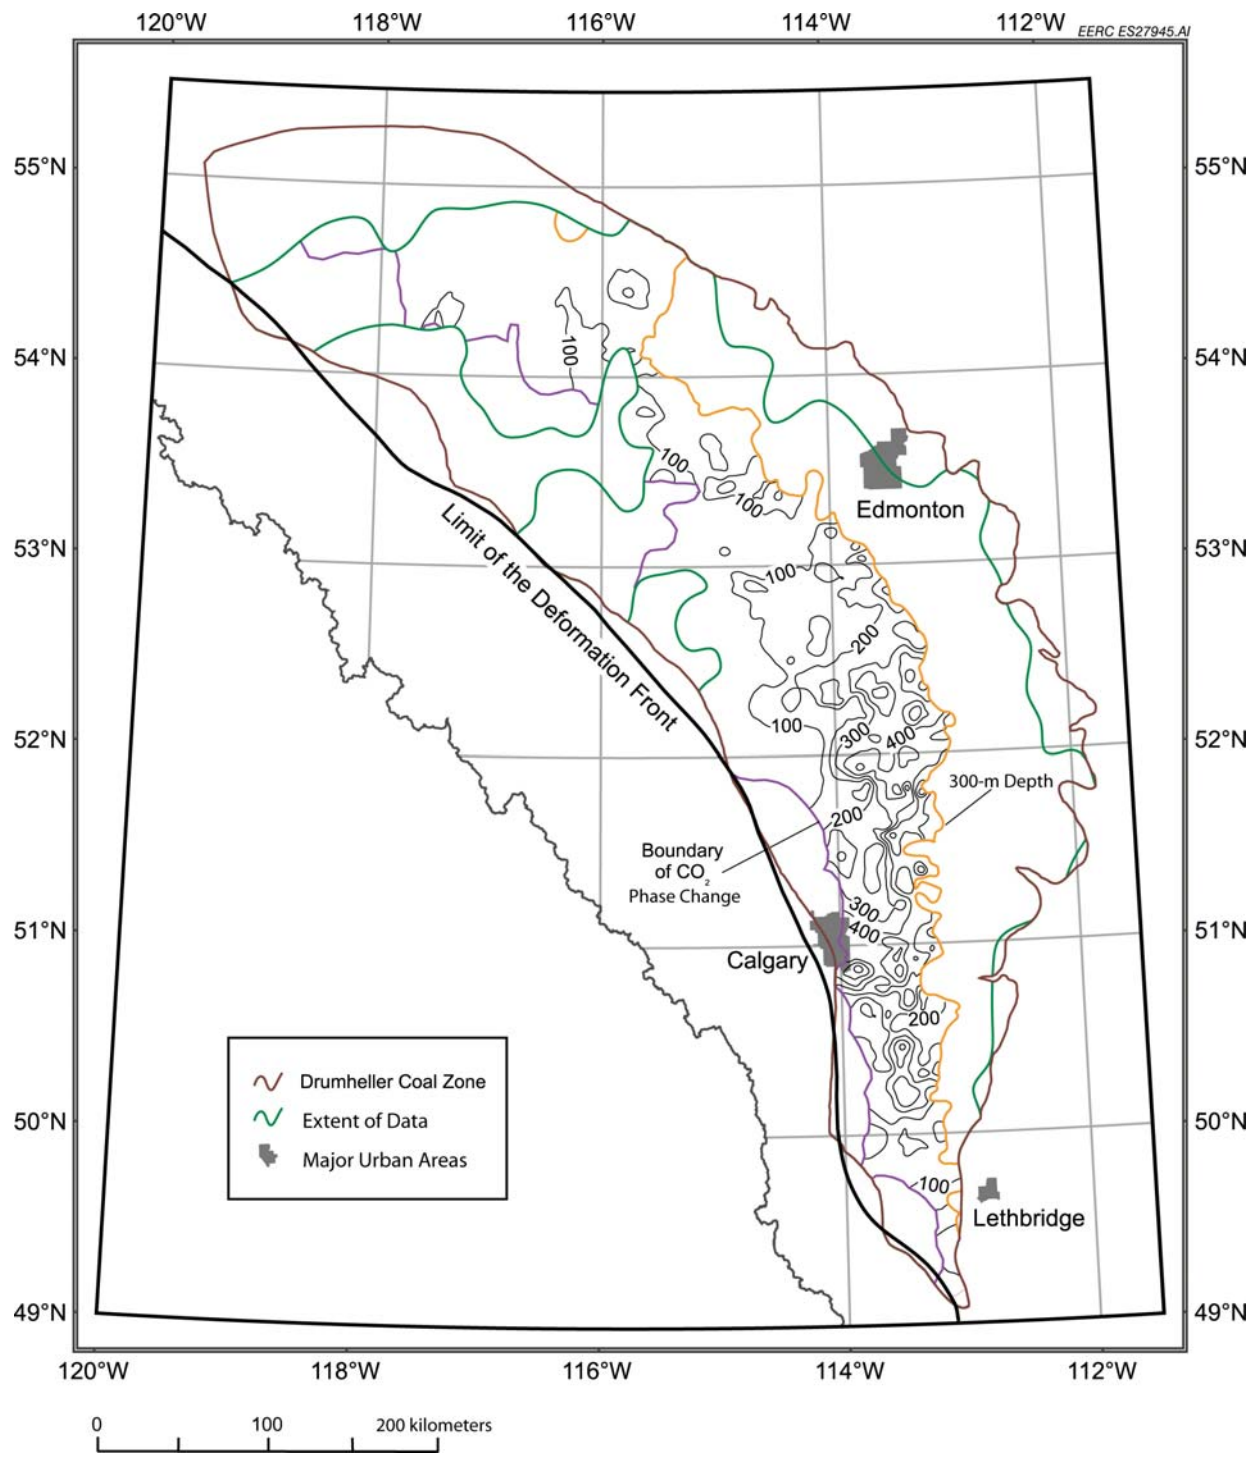 120°W 118°W 116°W 114°W 112°W
EERC ES27945.AI
55°N 55°N
54°N 54°N
100
100
100
Edmonton
53°N 53°N
Limit of the Deformation Front
100
200
100
300
400
52°N 52°N
300-m Depth
200
Boundary
of CO2
Phase Change
300
400
51°N 51°N
Calgary
200
Drumheller Coal Zone
Extent of Data
Major Urban Areas
50°N 50°N
100
Lethbridge
49°N 49°N
120°W 118°W 116°W 114°W 112°W
0 100 200 kilometers